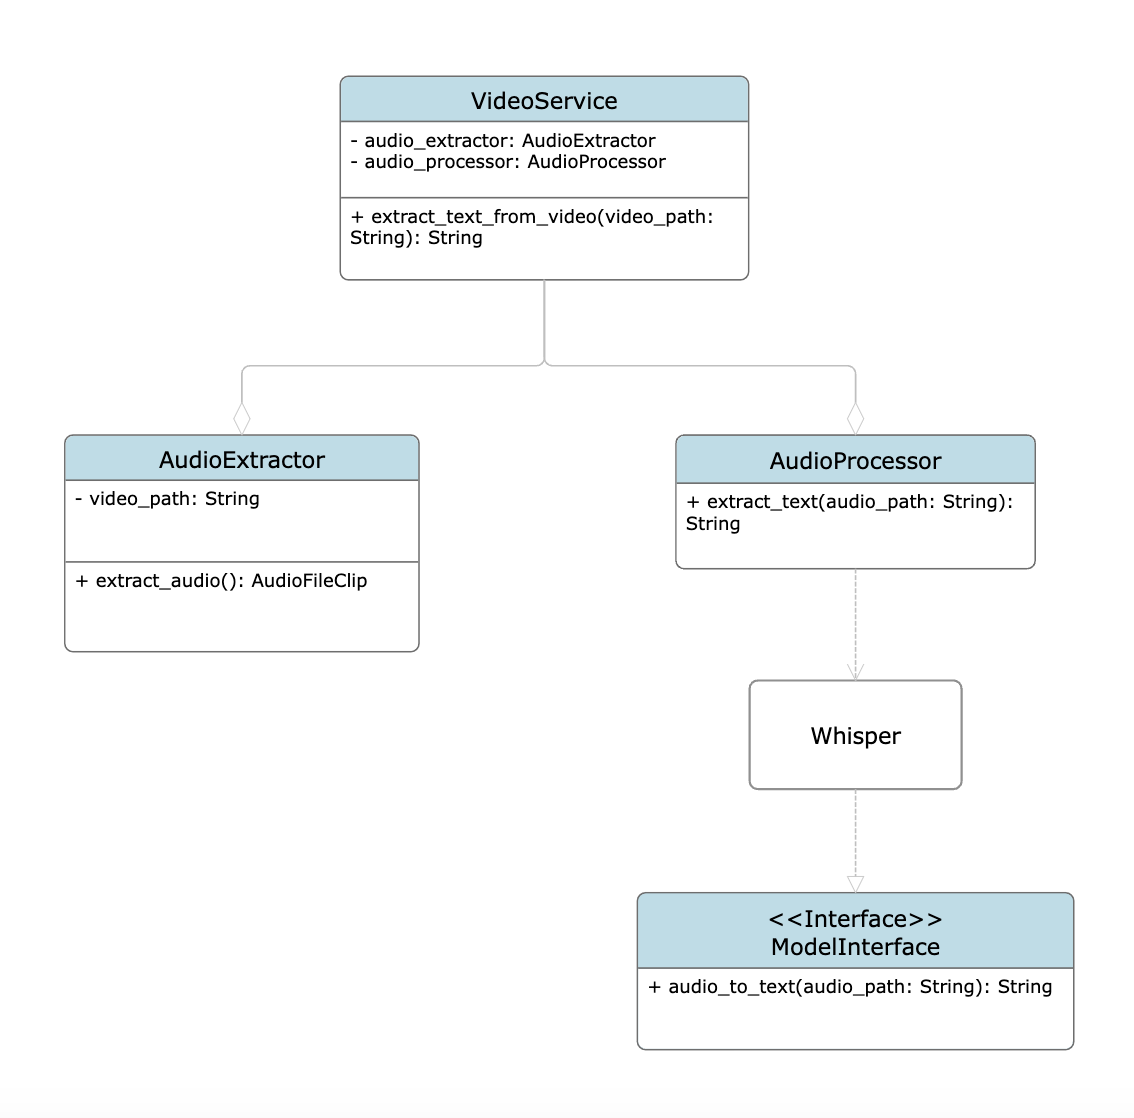 VideoService
- audio_extractor: AudioExtractor
- audio_processor: AudioProcessor
+ extract_text_from_video(video_path:
String): String
AudioExtractor
- video_path: String
+ extract_audio(): AudioFileClip
AudioProcessor
+ extract_text(audio_path: String):
String
Whisper
<<Interface>>
ModelInterface
+ audio_to_text(audio_path: String): String